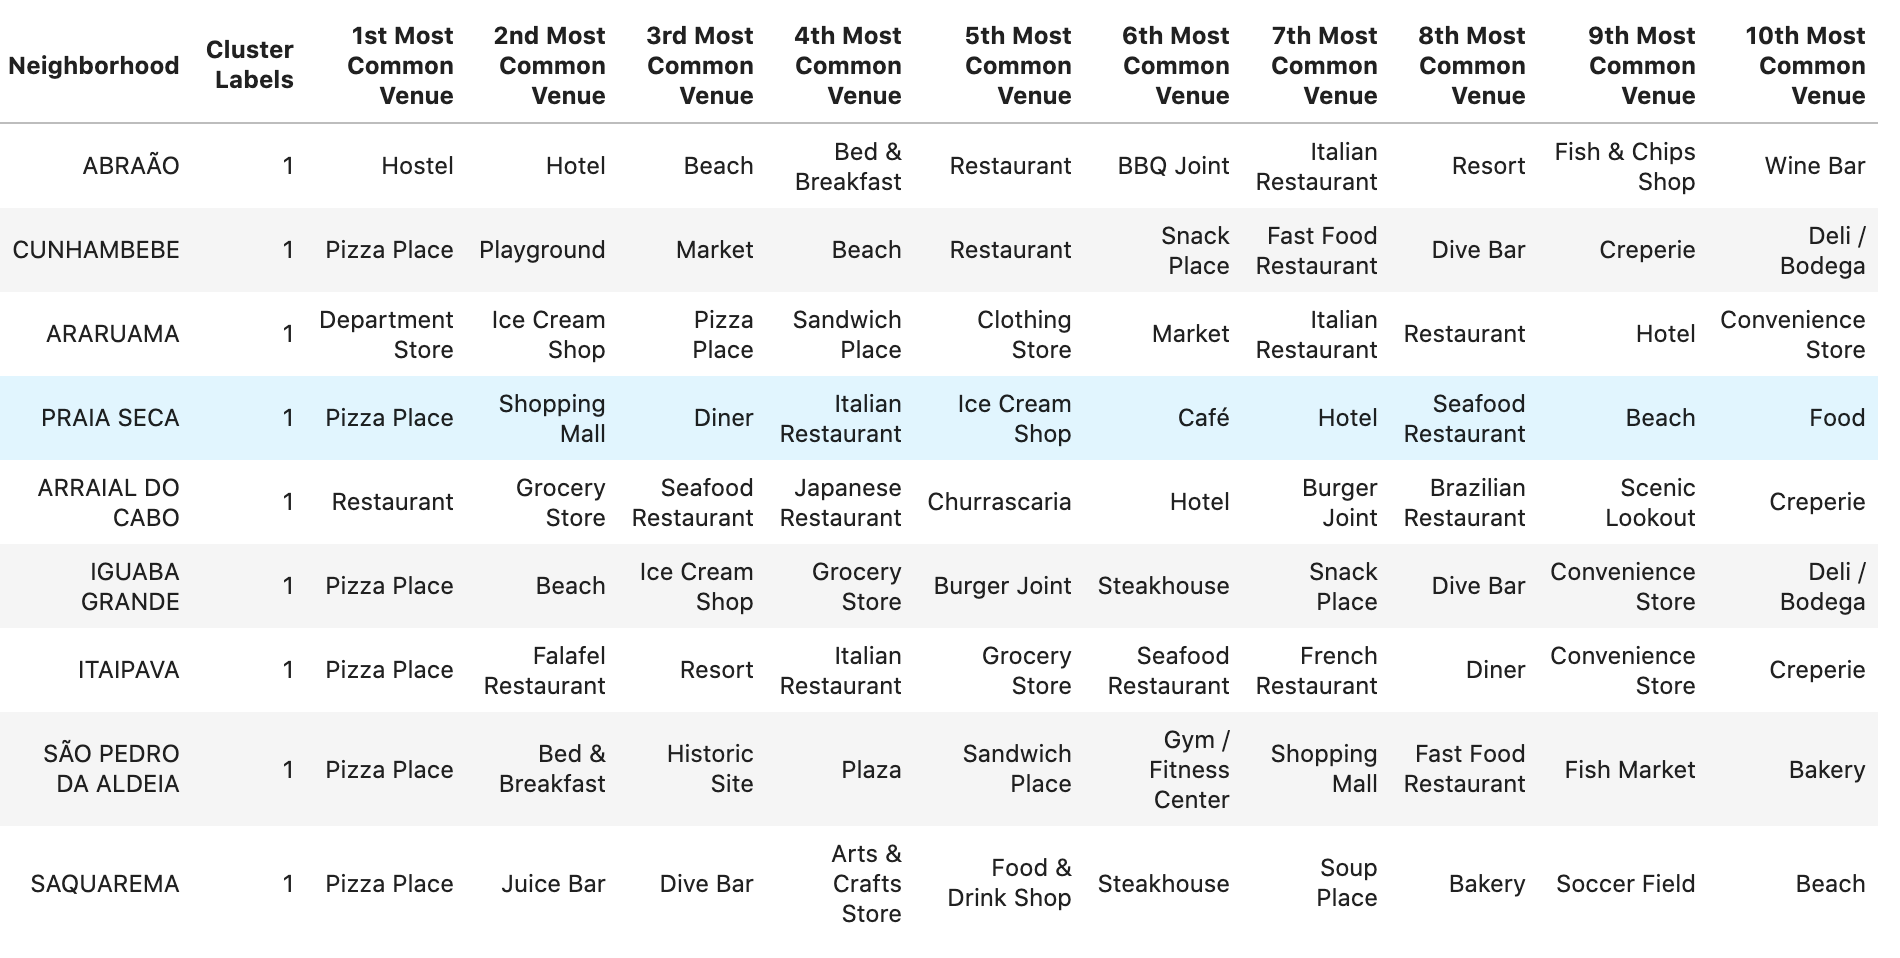 Neighborhood Cluster Labels 1st Most Common Venue 2nd Most Common Venue 3rd Most Common Venue 4th Most Common Venue 5th Most Common Venue 6th Most Common Venue 7th Most Common Venue 8th Most Common Venue 9th Most Common Venue 10th Most Common Venue
ABRAÃO 1 Hostel Hotel Beach Bed & Breakfast Restaurant BBQ Joint Italian Restaurant Resort Fish & Chips Shop Wine Bar
CUNHAMBEBE 1 Pizza Place Playground Market Beach Restaurant Snack Place Fast Food Restaurant Dive Bar Creperie Deli / Bodega
ARARUAMA 1 Department Store Ice Cream Shop Pizza Place Sandwich Place Clothing Store Market Italian Restaurant Restaurant Hotel Convenience Store
PRAIA SECA 1 Pizza Place Shopping Mall Diner Italian Restaurant Ice Cream Shop Café Hotel Seafood Restaurant Beach Food
ARRAIAL DO CABO 1 Restaurant Grocery Store Seafood Restaurant Japanese Restaurant Churrascaria Hotel Burger Joint Brazilian Restaurant Scenic Lookout Creperie
IGUABA GRANDE 1 Pizza Place Beach Ice Cream Shop Grocery Store Burger Joint Steakhouse Snack Place Dive Bar Convenience Store Deli / Bodega
ITAIPAVA 1 Pizza Place Falafel Restaurant Resort Italian Restaurant Grocery Store Seafood Restaurant French Restaurant Diner Convenience Store Creperie
SÃO PEDRO DA ALDEIA 1 Pizza Place Bed & Breakfast Historic Site Plaza Sandwich Place Gym / Fitness Center Shopping Mall Fast Food Restaurant Fish Market Bakery
SAQUAREMA 1 Pizza Place Juice Bar Dive Bar Arts & Crafts Store Food & Drink Shop Steakhouse Soup Place Bakery Soccer Field Beach